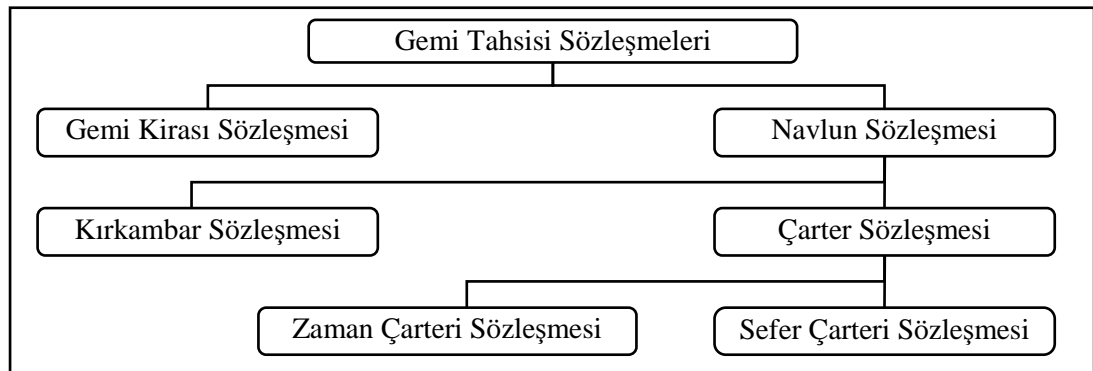 Gemi Tahsisi Sözleşmeleri
Gemi Kirası Sözleşmesi
Navlun Sözleşmesi
Kırkambar Sözleşmesi
Çarter Sözleşmesi
Zaman Çarteri Sözleşmesi
Sefer Çarteri Sözleşmesi